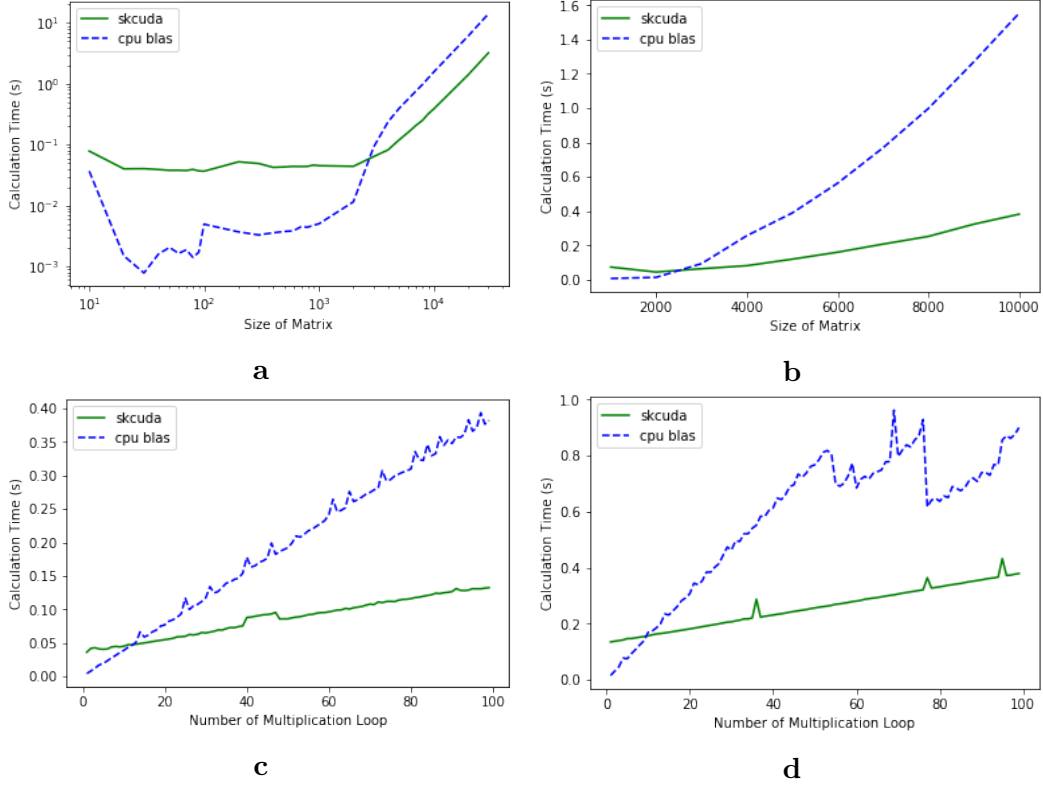 skcuda
cpu blas
10¹
10⁰
10⁻¹
10⁻²
10⁻³
Calculation Time (s)
10¹ 10² 10³ 10⁴
Size of Matrix
a
skcuda
cpu blas
1.6
1.4
1.2
1.0
0.8
0.6
0.4
0.2
0.0
Calculation Time (s)
2000 4000 6000 8000 10000
Size of Matrix
b
skcuda
cpu blas
0.40
0.35
0.30
0.25
0.20
0.15
0.10
0.05
0.00
Calculation Time (s)
0 20 40 60 80 100
Number of Multiplication Loop
c
skcuda
cpu blas
1.0
0.8
0.6
0.4
0.2
0.0
Calculation Time (s)
0 20 40 60 80 100
Number of Multiplication Loop
d